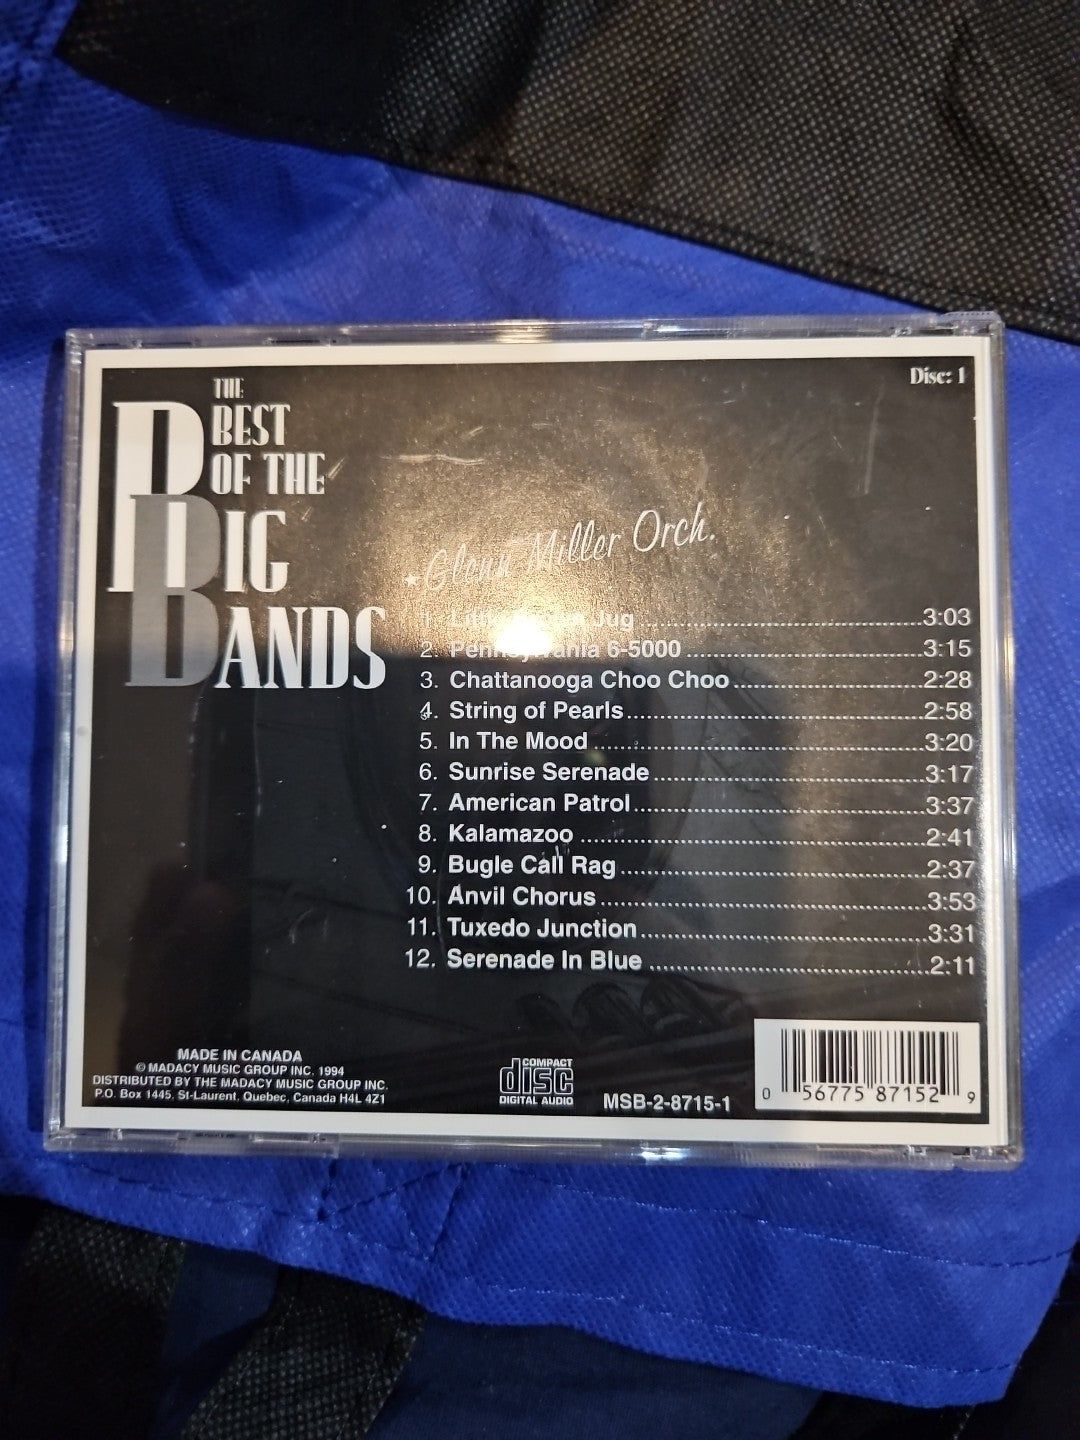 Disc: 1
THE
BEST
OF THE
BIG
BANDS
Glenn Miller Orch.
1. Little Brown Jug 3:03
2. Pennsylvania 6-5000 3:15
3. Chattanooga Choo Choo 2:28
4. String of Pearls 2:58
5. In The Mood 3:20
6. Sunrise Serenade 3:17
7. American Patrol 3:37
8. Kalamazoo 2:41
9. Bugle Call Rag 2:37
10. Anvil Chorus 3:53
11. Tuxedo Junction 3:31
12. Serenade In Blue 2:11
MADE IN CANADA
© MADACY MUSIC GROUP INC. 1994
DISTRIBUTED BY THE MADACY MUSIC GROUP INC.
P.O. Box 1445, St-Laurent, Quebec, Canada H4L 4Z1
COMPACT
disc
DIGITAL AUDIO
MSB-2-8715-1
0 56775 87152 9